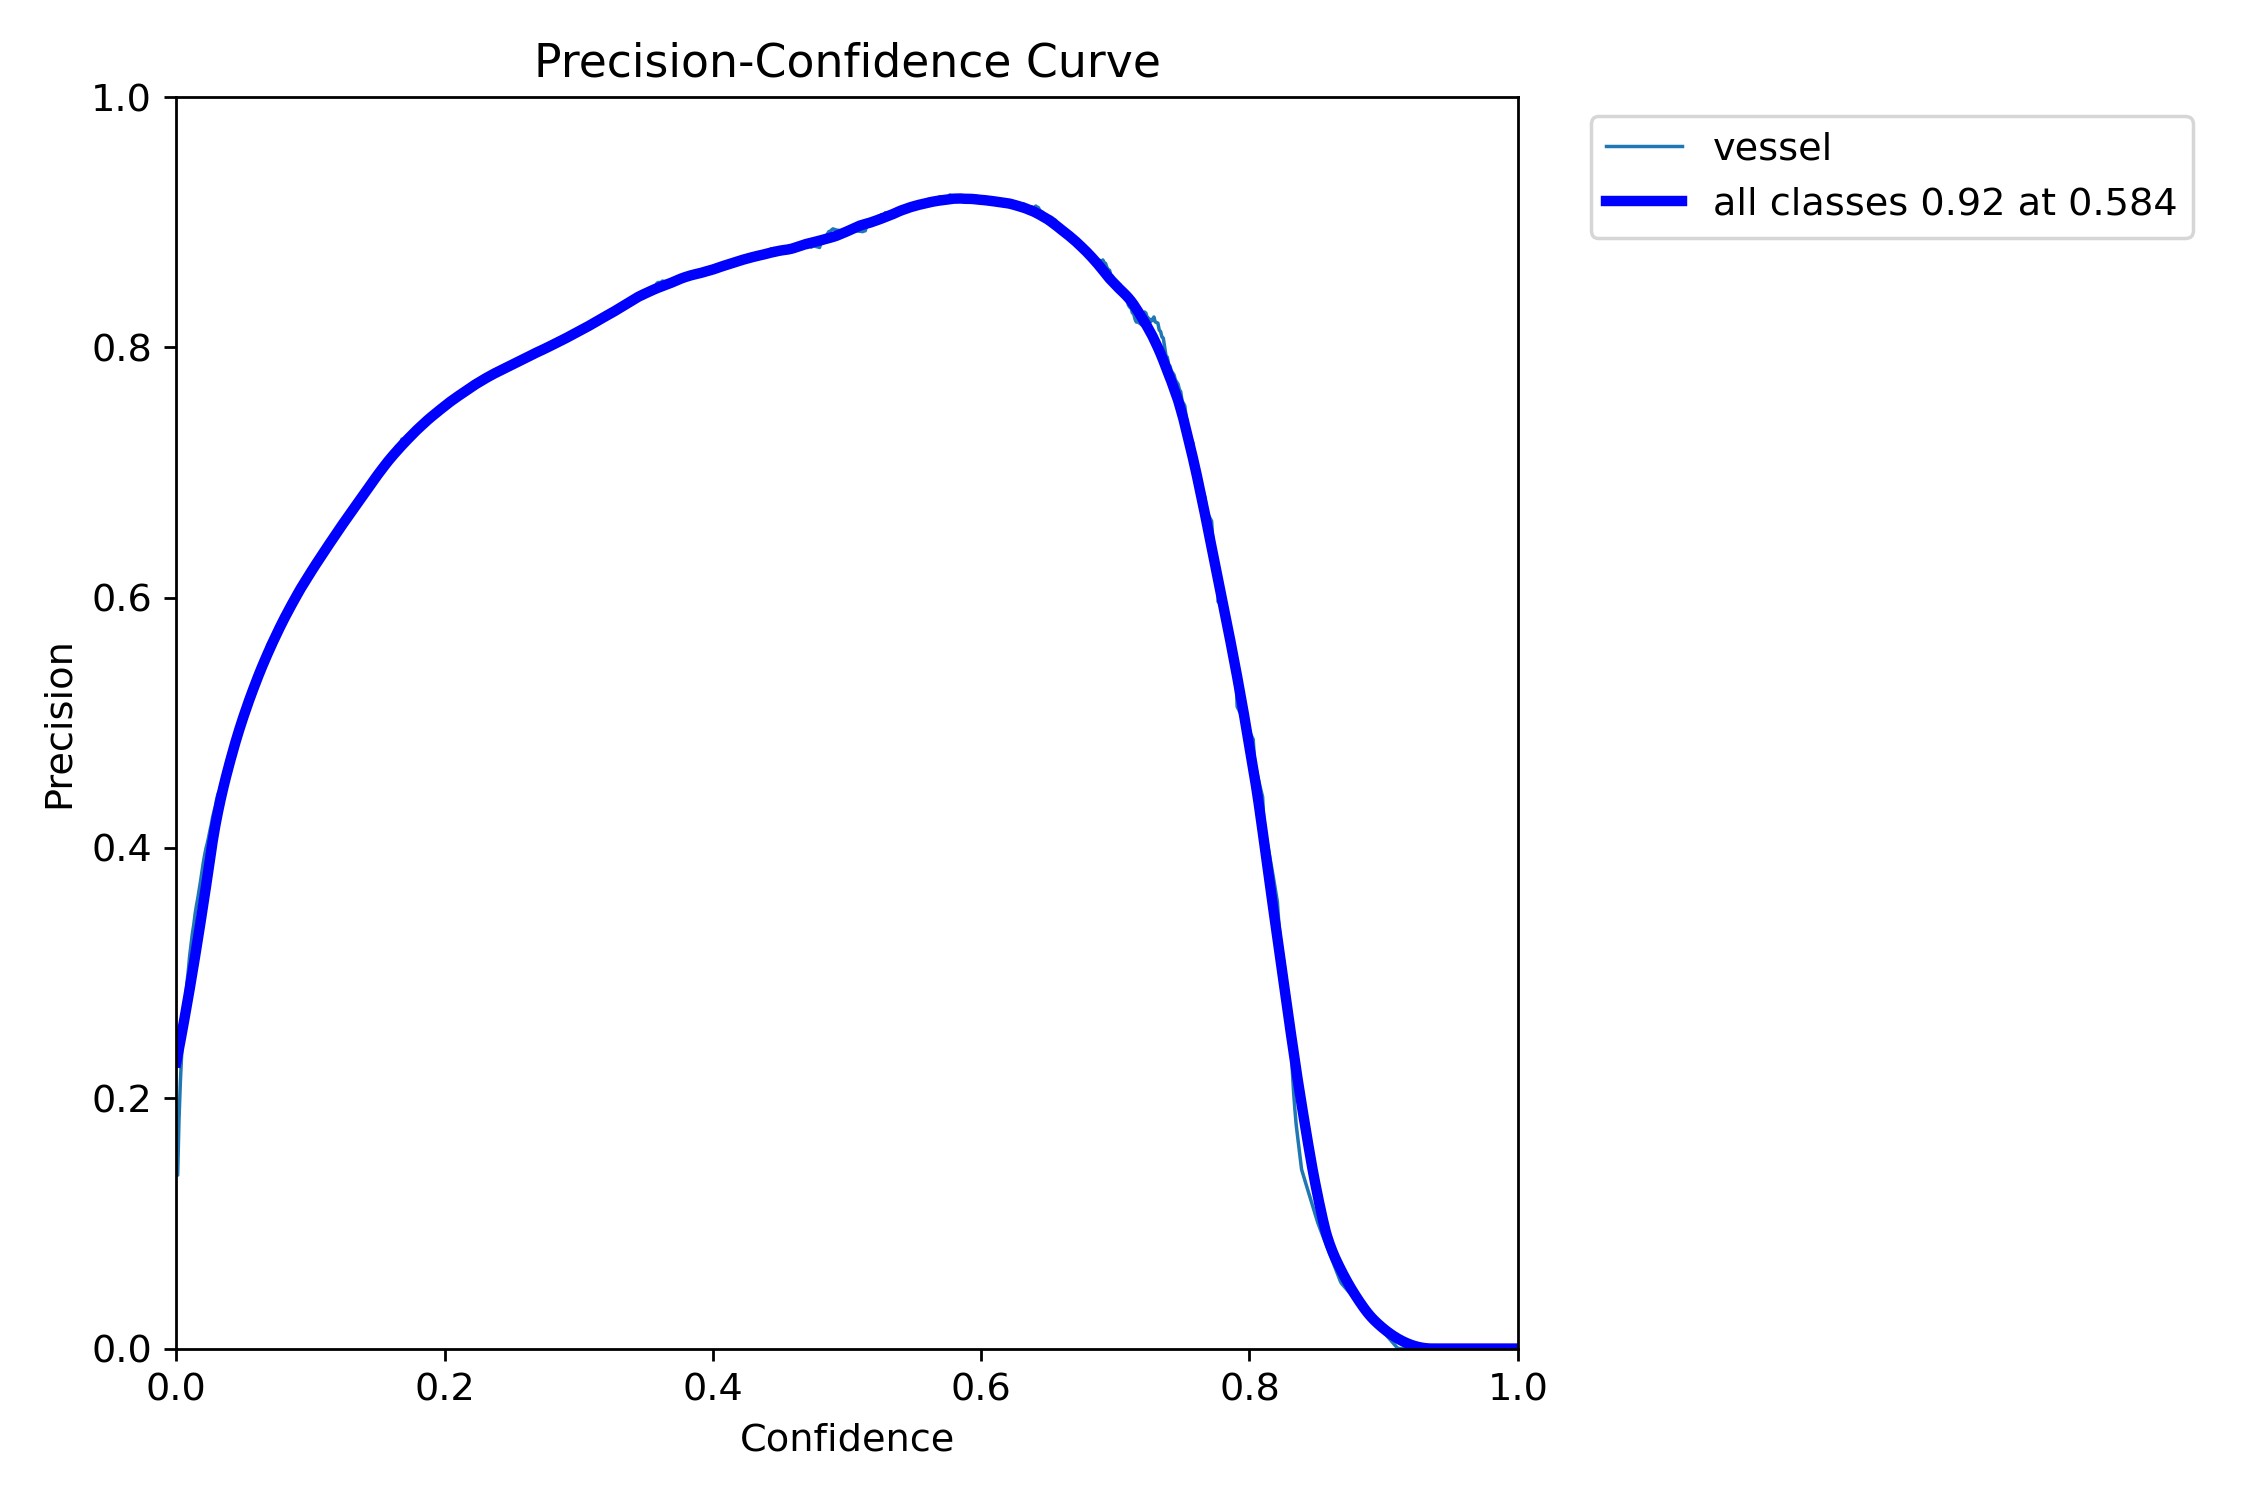 Precision-Confidence Curve
1.0
0.8
0.6
0.4
0.2
0.0
Precision
0.0 0.2 0.4 0.6 0.8 1.0
Confidence
vessel
all classes 0.92 at 0.584